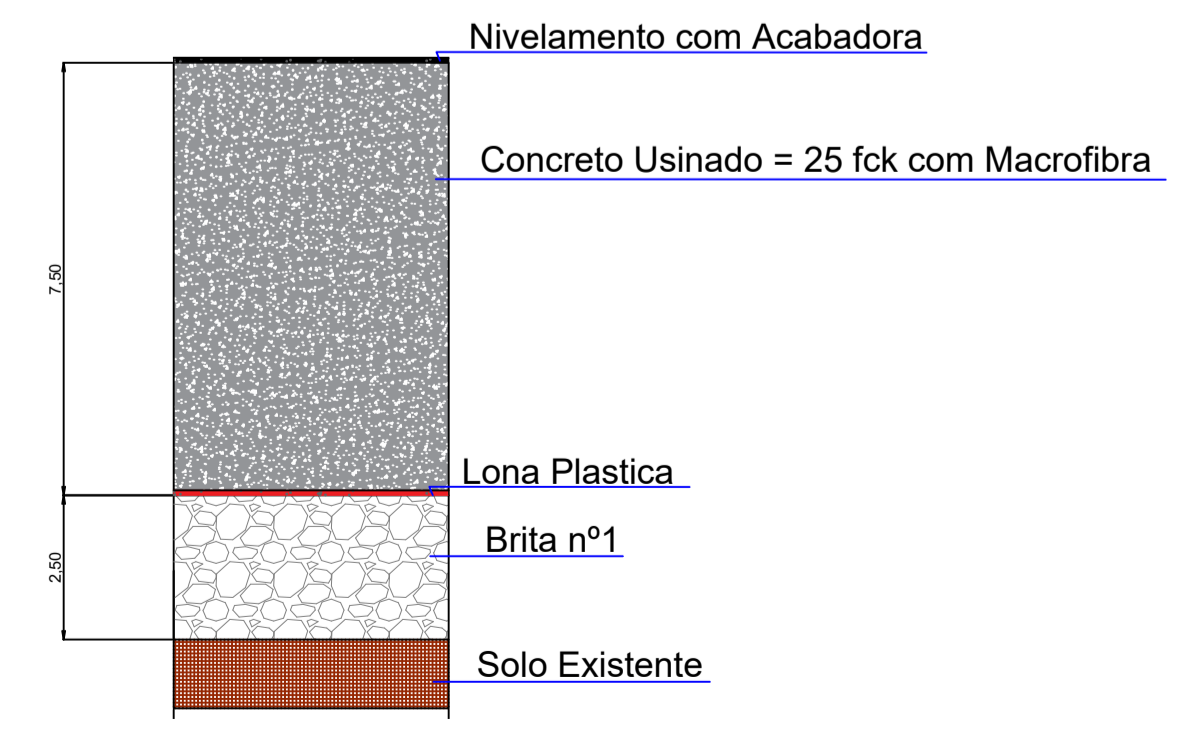 Nivelamento com Acabadora
Concreto Usinado = 25 fck com Macrofibra
7,50
Lona Plastica
Brita nº1
2,50
Solo Existente